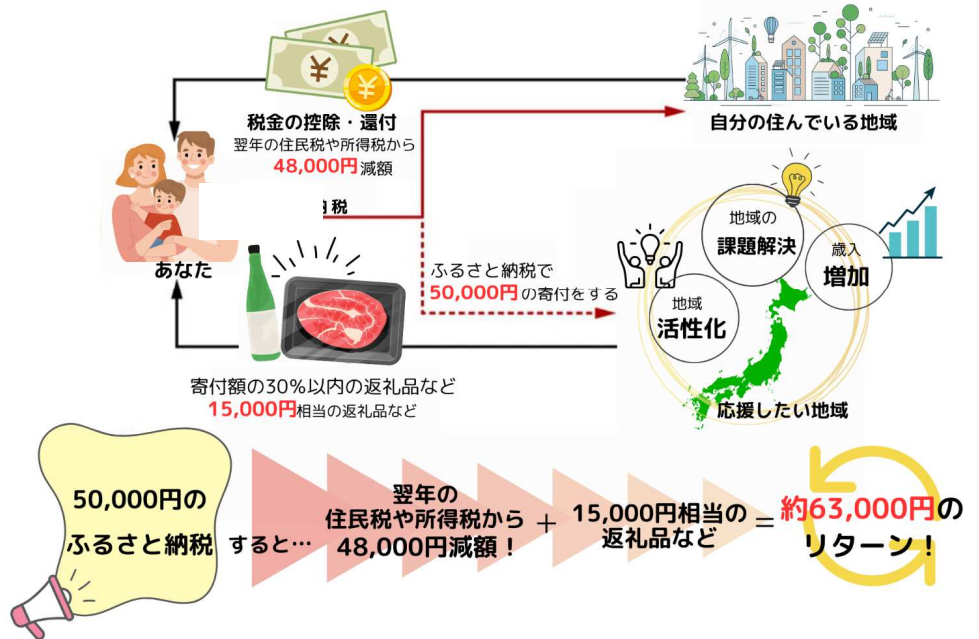 税金の控除・還付
翌年の住民税や所得税から
48,000円減額
自分の住んでいる地域
納税
あなた
ふるさと納税で
50,000円の寄付をする
地域の
課題解決
歳入
増加
地域
活性化
応援したい地域
寄付額の30%以内の返礼品など
15,000円相当の返礼品など
50,000円の
ふるさと納税 すると…
翌年の
住民税や所得税から
48,000円減額！
+
15,000円相当の
返礼品など
=
約63,000円の
リターン！